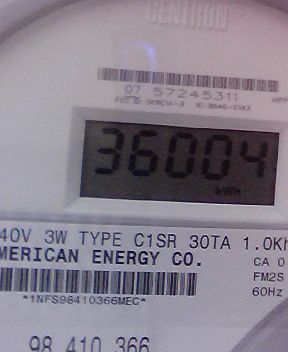 CENTRON
07 57245311
36004
kWh
40V 3W TYPE C1SR 30TA 1.0Kh
MERICAN ENERGY CO.
CA 0
FM2S
60Hz
*1NFS98410366MEC*
98 410 366